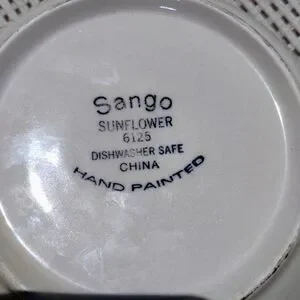 Sango
SUNFLOWER
6125
DISHWASHER SAFE
CHINA
HAND PAINTED